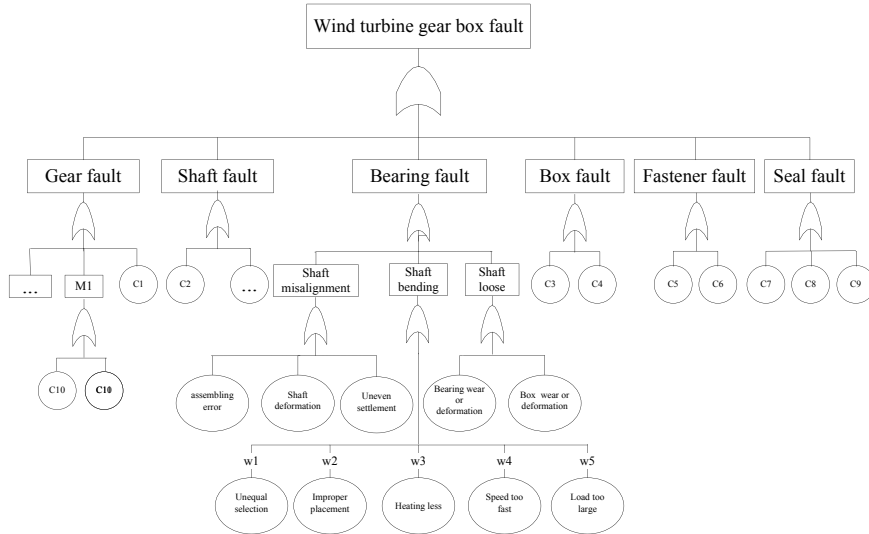 Wind turbine gear box fault
Gear fault
Shaft fault
Bearing fault
Box fault
Fastener fault
Seal fault
...
M1
C1
C2
...
Shaft
misalignment
Shaft
bending
Shaft
loose
C3
C4
C5
C6
C7
C8
C9
C10
C10
assembling
error
Shaft
deformation
Uneven
settlement
Bearing wear
or
deformation
Box wear or
deformation
w1
w2
w3
w4
w5
Unequal
selection
Improper
placement
Heating less
Speed too
fast
Load too
large